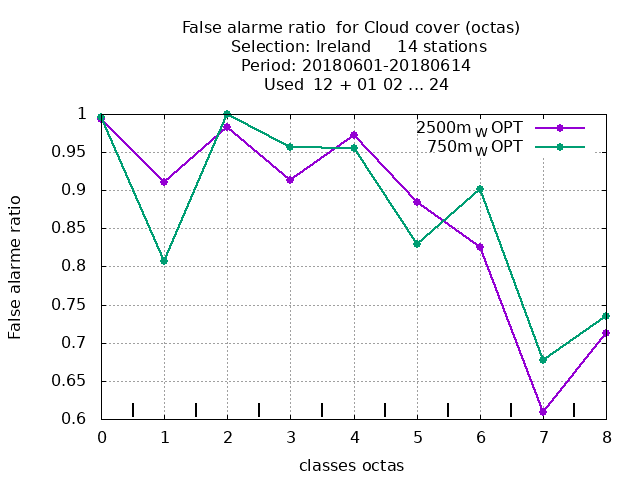 False alarme ratio  for Cloud cover (octas)
Selection: Ireland     14 stations
Period: 20180601-20180614
Used  12 + 01 02 ... 24
2500m W OPT
750m W OPT
False alarme ratio
1
0.95
0.9
0.85
0.8
0.75
0.7
0.65
0.6
0 1 2 3 4 5 6 7 8
classes octas